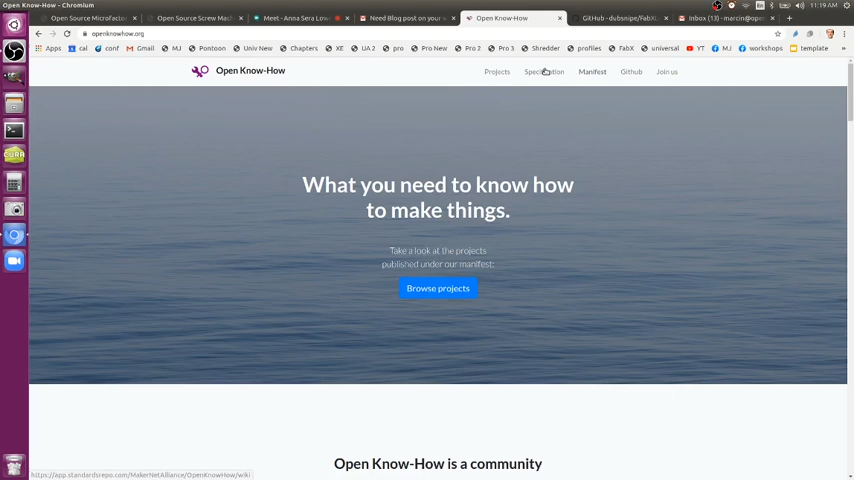 Open Know-How - Chromium
En
11:19 AM
Open Source MicroFactor
Open Source Screw Mac
Meet - Anna Sera Low
Need Blog post on your w
Open Know-How
GitHub - dubsnipe/FabXL
Inbox (13) - marcin@open
openknowhow.org
Apps
cal
conf
Gmail
MJ
Pontoon
Univ New
Chapters
XE
UA 2
pro
Pro New
Pro 2
Pro 3
Shredder
profiles
FabX
universal
YT
MJ
workshops
template
Open Know-How
Projects
Specification
Manifest
Github
Join us
CURA
What you need to know how
to make things.
Take a look at the projects
published under our manifest:
Browse projects
Open Know-How is a community
https://app.standardsrepo.com/MakerNetAlliance/OpenKnowHow/wiki